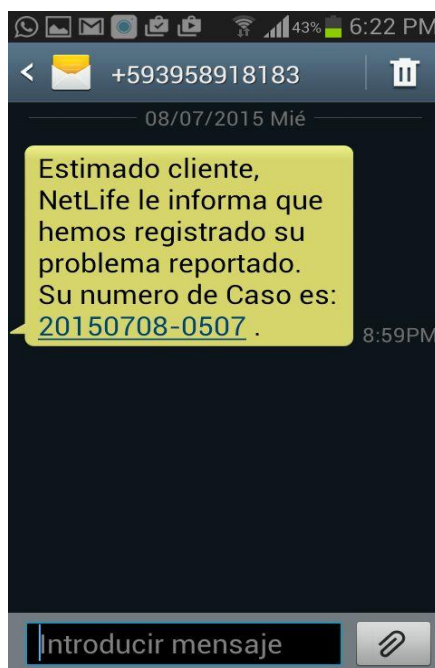 43% 6:22 PM
+593958918183
08/07/2015 Mié
Estimado cliente,
NetLife le informa que
hemos registrado su
problema reportado.
Su numero de Caso es:
20150708-0507 .
8:59PM
Introducir mensaje